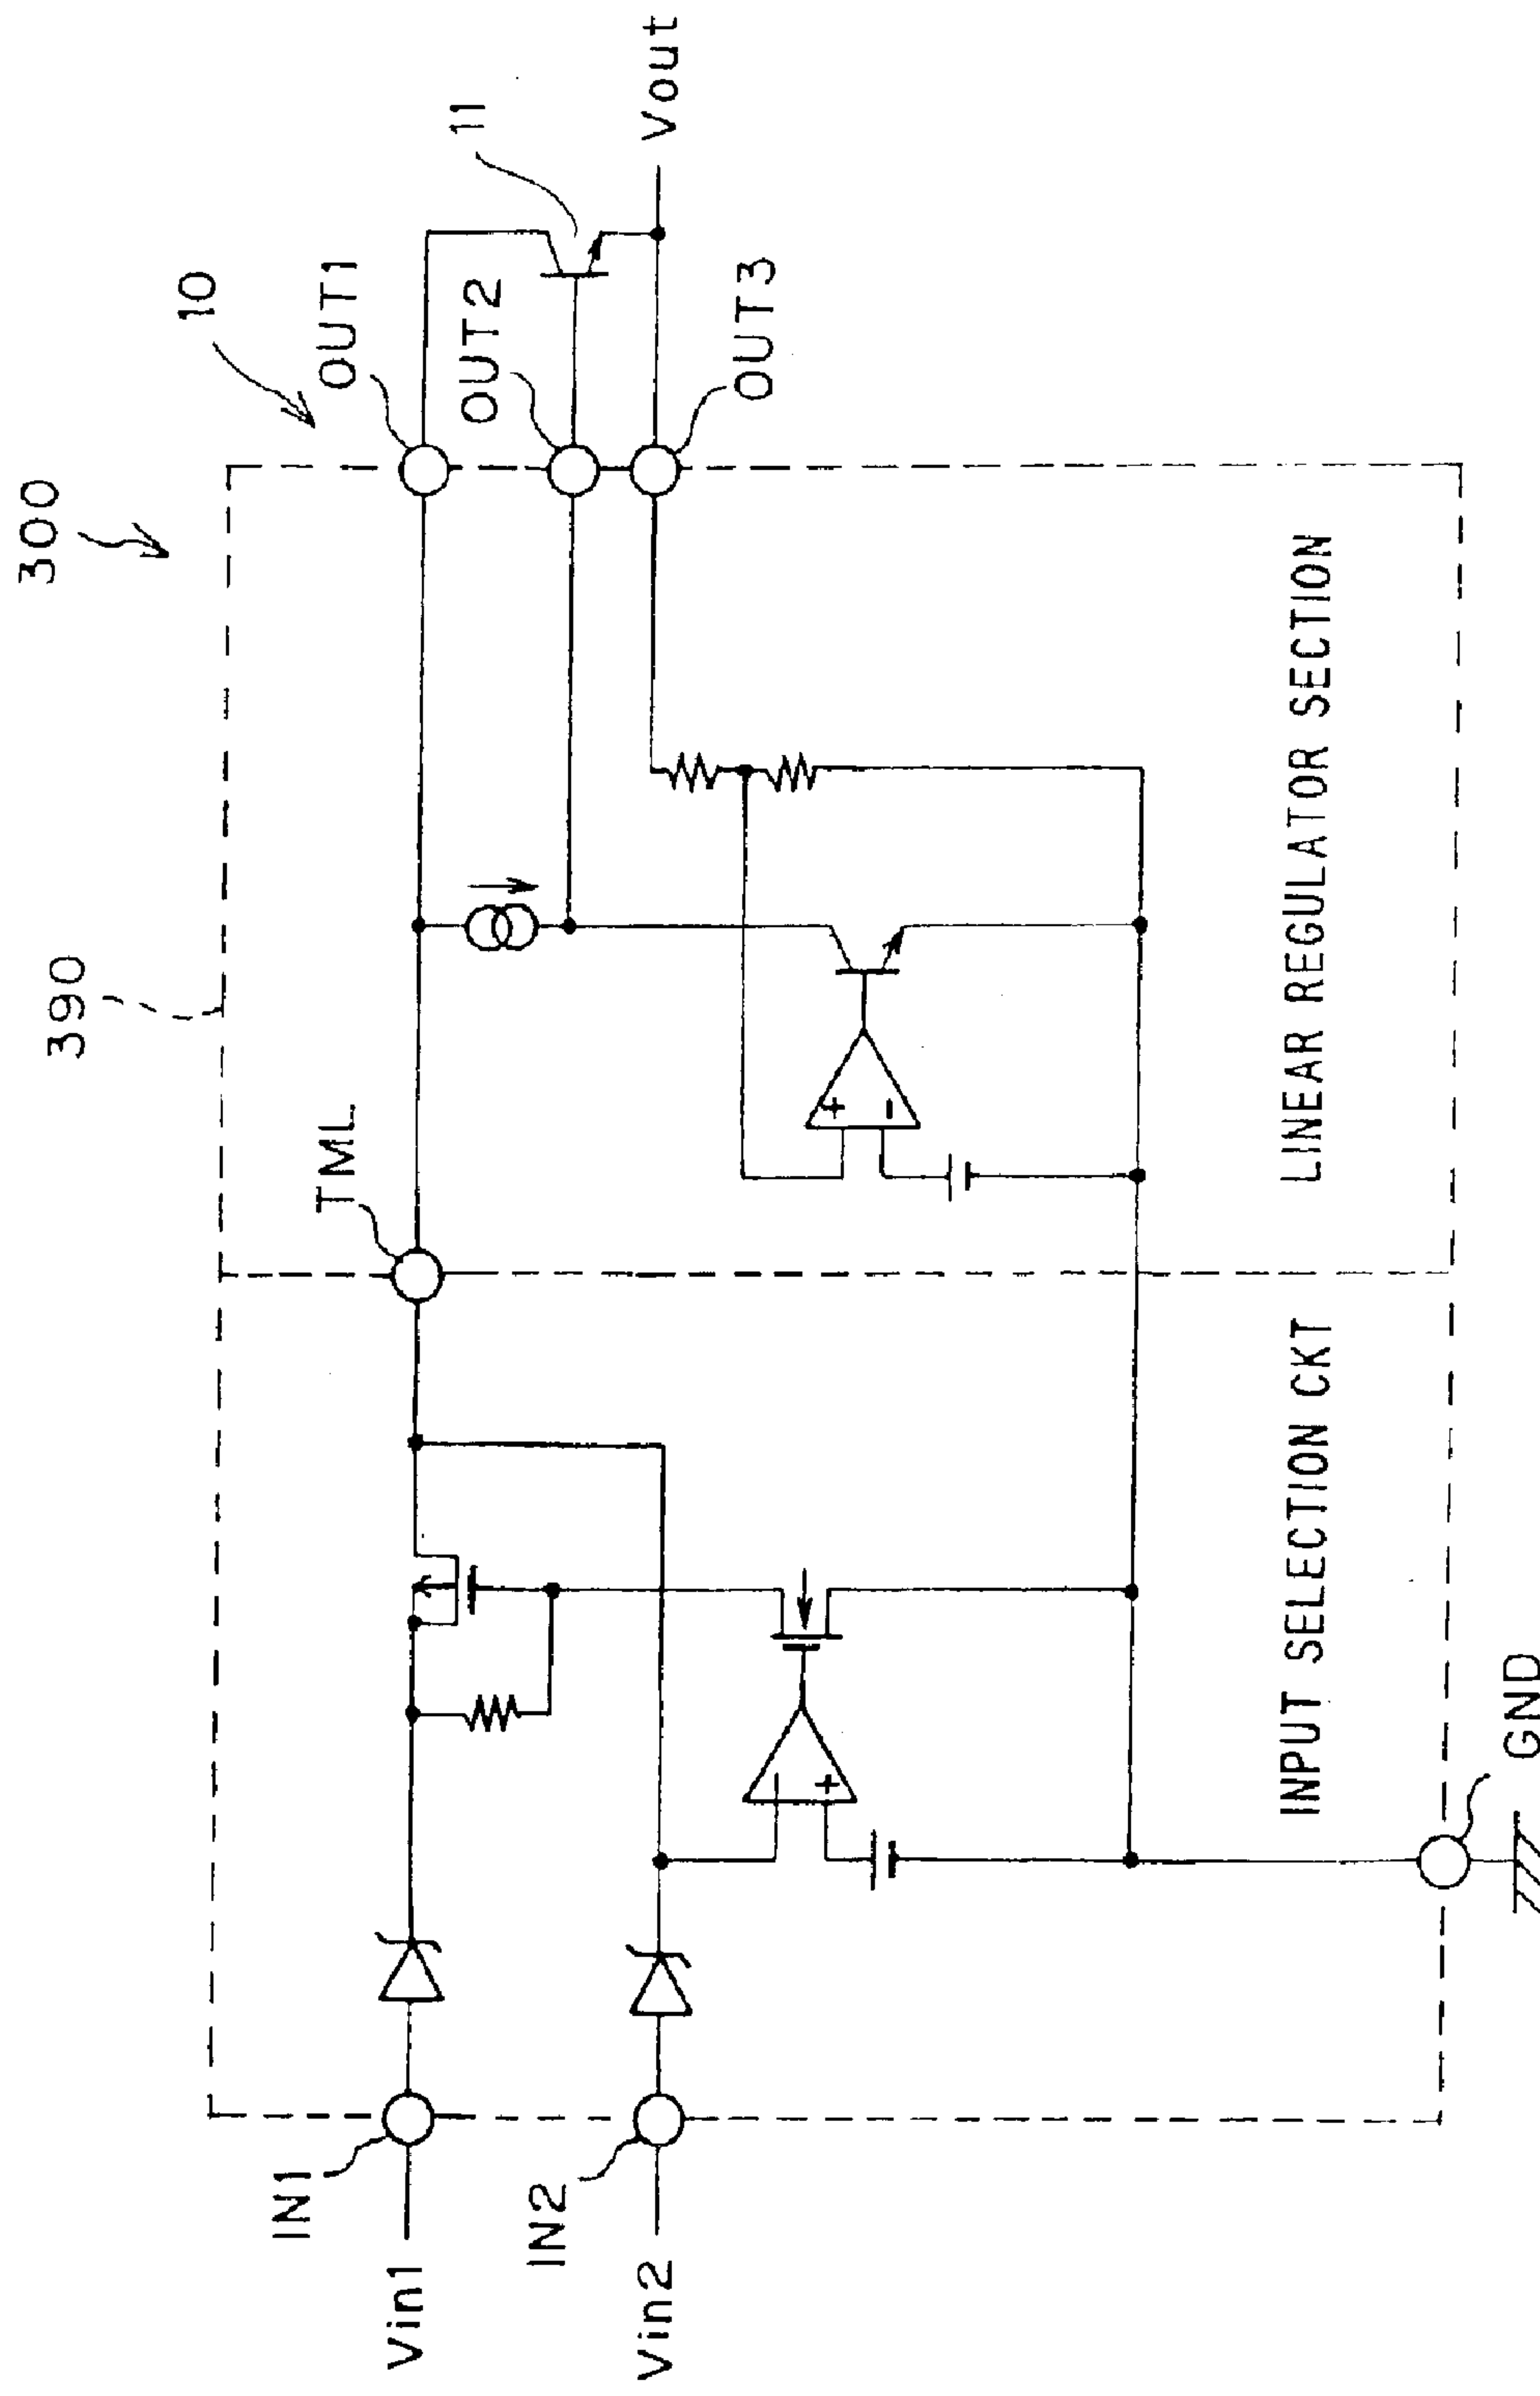 300
10
390
11
TML
OUT1
OUT2
OUT3
Vout
IN1
Vin1
IN2
Vin2
+
-
-
+
INPUT SELECTION CKT
LINEAR REGULATOR SECTION
GND